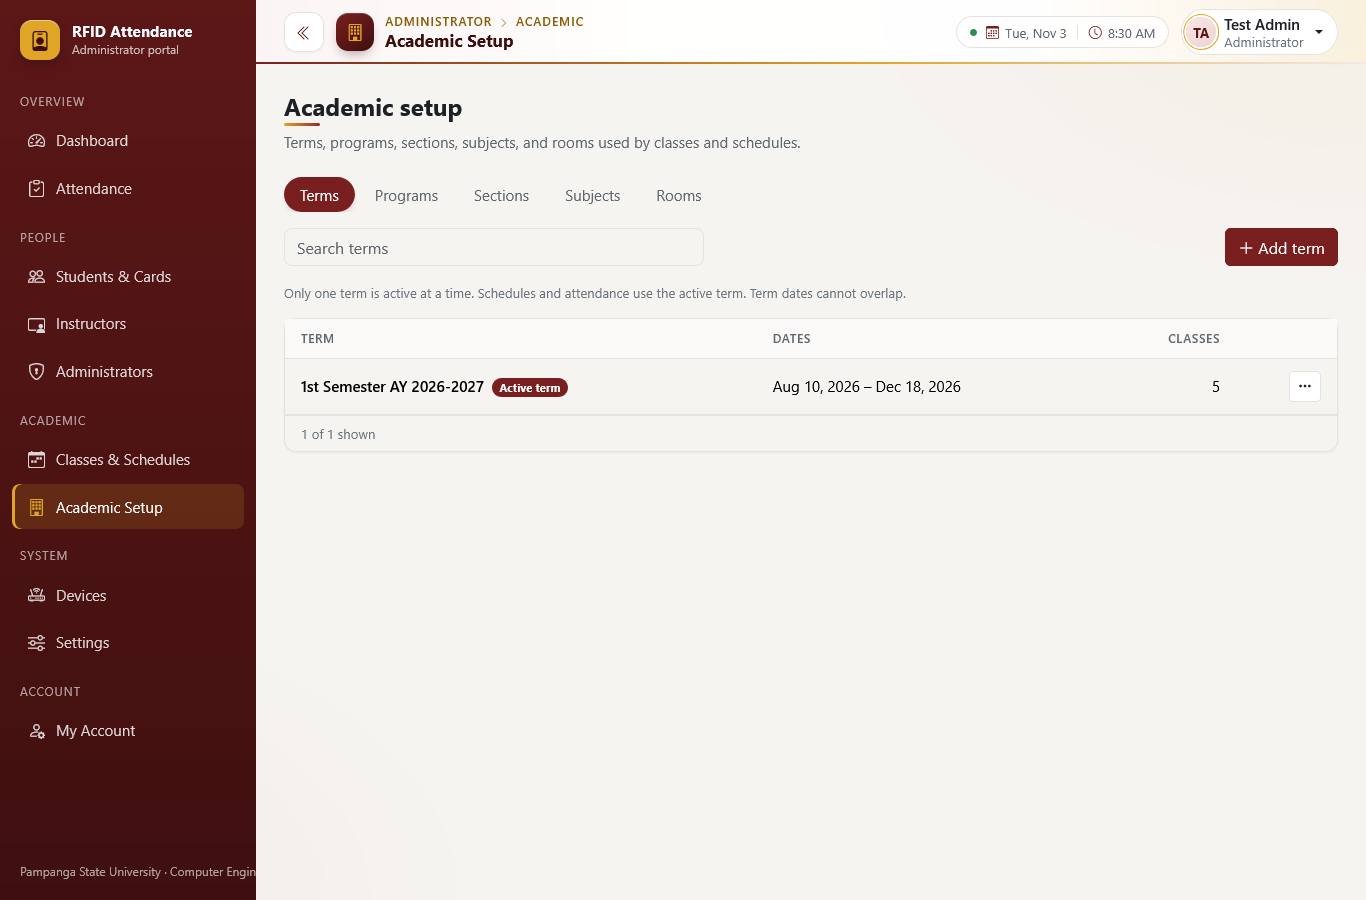 RFID Attendance
Administrator portal
OVERVIEW
Dashboard
Attendance
PEOPLE
Students & Cards
Instructors
Administrators
ACADEMIC
Classes & Schedules
Academic Setup
SYSTEM
Devices
Settings
ACCOUNT
My Account
Pampanga State University · Computer Engin
ADMINISTRATOR > ACADEMIC
Academic Setup
Tue, Nov 3
8:30 AM
TA
Test Admin
Administrator
Academic setup
Terms, programs, sections, subjects, and rooms used by classes and schedules.
Terms Programs Sections Subjects Rooms
Search terms
+ Add term
Only one term is active at a time. Schedules and attendance use the active term. Term dates cannot overlap.
TERM DATES CLASSES
1st Semester AY 2026-2027 Active term Aug 10, 2026 – Dec 18, 2026 5 ...
1 of 1 shown